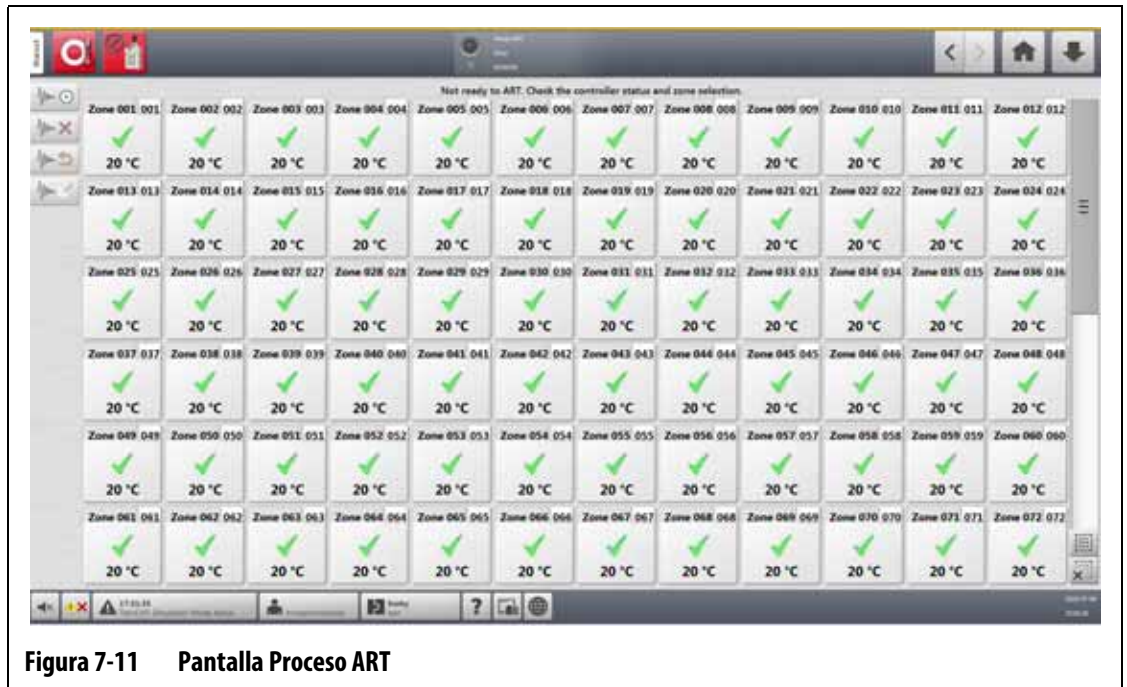 Not ready to ART. Check the controller status and zone selection.
Zone 001 001 Zone 002 002 Zone 003 003 Zone 004 004 Zone 005 005 Zone 006 006 Zone 007 007 Zone 008 008 Zone 009 009 Zone 010 010 Zone 011 011 Zone 012 012
20 °C 20 °C 20 °C 20 °C 20 °C 20 °C 20 °C 20 °C 20 °C 20 °C 20 °C 20 °C
Zone 013 013 Zone 014 014 Zone 015 015 Zone 016 016 Zone 017 017 Zone 018 018 Zone 019 019 Zone 020 020 Zone 021 021 Zone 022 022 Zone 023 023 Zone 024 024
20 °C 20 °C 20 °C 20 °C 20 °C 20 °C 20 °C 20 °C 20 °C 20 °C 20 °C 20 °C
Zone 025 025 Zone 026 026 Zone 027 027 Zone 028 028 Zone 029 029 Zone 030 030 Zone 031 031 Zone 032 032 Zone 033 033 Zone 034 034 Zone 035 035 Zone 036 036
20 °C 20 °C 20 °C 20 °C 20 °C 20 °C 20 °C 20 °C 20 °C 20 °C 20 °C 20 °C
Zone 037 037 Zone 038 038 Zone 039 039 Zone 040 040 Zone 041 041 Zone 042 042 Zone 043 043 Zone 044 044 Zone 045 045 Zone 046 046 Zone 047 047 Zone 048 048
20 °C 20 °C 20 °C 20 °C 20 °C 20 °C 20 °C 20 °C 20 °C 20 °C 20 °C 20 °C
Zone 049 049 Zone 050 050 Zone 051 051 Zone 052 052 Zone 053 053 Zone 054 054 Zone 055 055 Zone 056 056 Zone 057 057 Zone 058 058 Zone 059 059 Zone 060 060
20 °C 20 °C 20 °C 20 °C 20 °C 20 °C 20 °C 20 °C 20 °C 20 °C 20 °C 20 °C
Zone 061 061 Zone 062 062 Zone 063 063 Zone 064 064 Zone 065 065 Zone 066 066 Zone 067 067 Zone 068 068 Zone 069 069 Zone 070 070 Zone 071 071 Zone 072 072
20 °C 20 °C 20 °C 20 °C 20 °C 20 °C 20 °C 20 °C 20 °C 20 °C 20 °C 20 °C
?
Figura 7-11 Pantalla Proceso ART